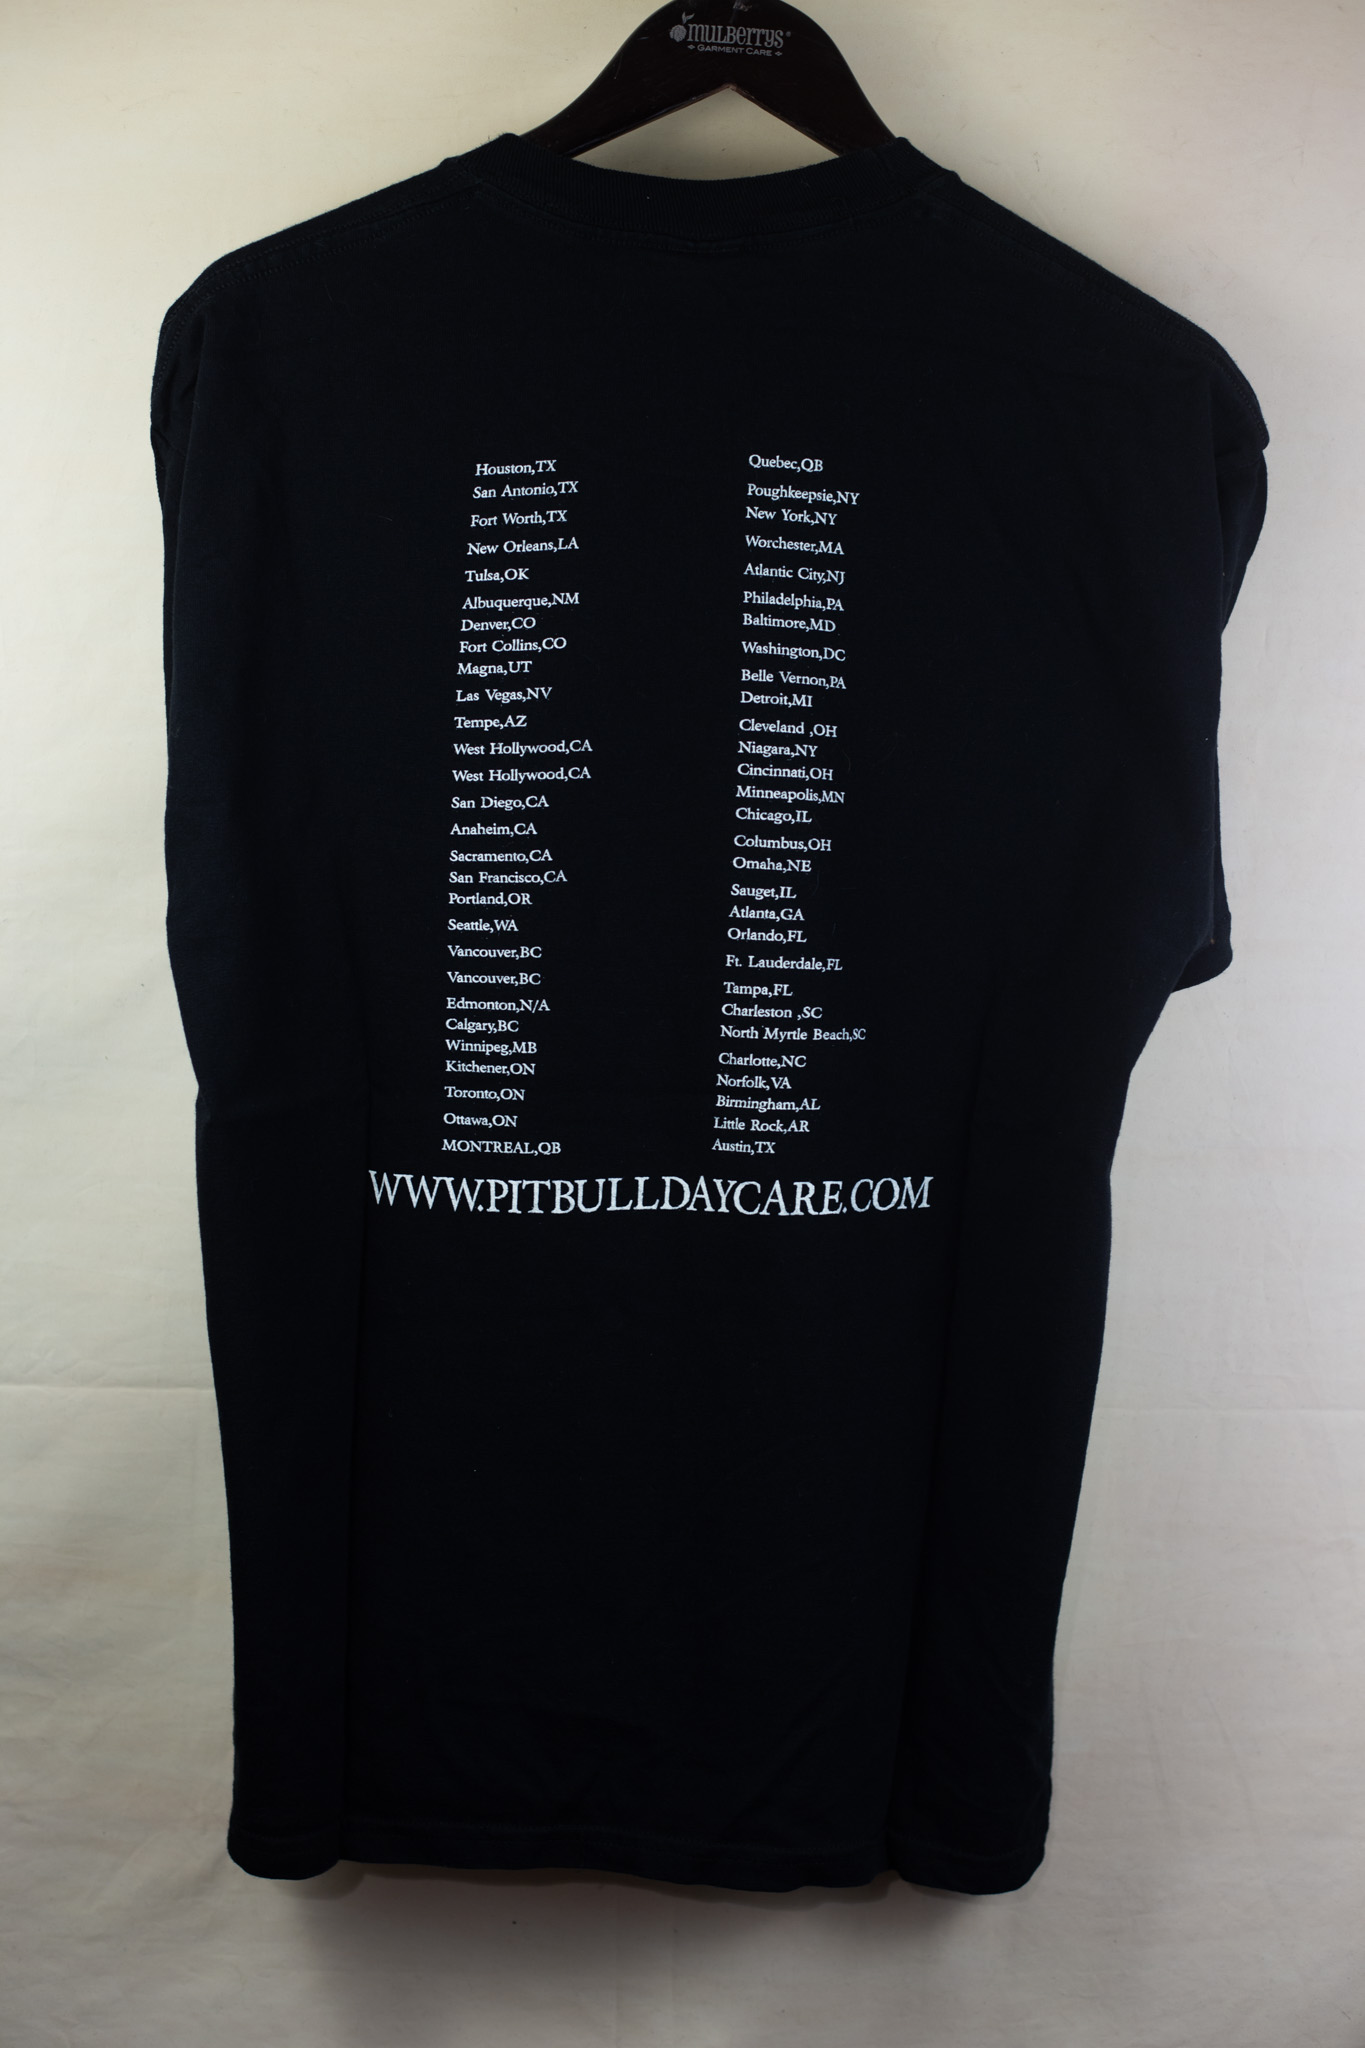 mulberrys
GARMENT CARE
Houston,TX
San Antonio,TX
Fort Worth,TX
New Orleans,LA
Tulsa,OK
Albuquerque,NM
Denver,CO
Fort Collins,CO
Magna,UT
Las Vegas,NV
Tempe,AZ
West Hollywood,CA
West Hollywood,CA
San Diego,CA
Anaheim,CA
Sacramento,CA
San Francisco,CA
Portland,OR
Seattle,WA
Vancouver,BC
Vancouver,BC
Edmonton,N/A
Calgary,BC
Winnipeg,MB
Kitchener,ON
Toronto,ON
Ottawa,ON
MONTREAL,QB
Quebec,QB
Poughkeepsie,NY
New York,NY
Worchester,MA
Atlantic City,NJ
Philadelphia,PA
Baltimore,MD
Washington,DC
Belle Vernon,PA
Detroit,MI
Cleveland ,OH
Niagara,NY
Cincinnati,OH
Minneapolis,MN
Chicago,IL
Columbus,OH
Omaha,NE
Sauget,IL
Atlanta,GA
Orlando,FL
Ft. Lauderdale,FL
Tampa,FL
Charleston ,SC
North Myrtle Beach,SC
Charlotte,NC
Norfolk,VA
Birmingham,AL
Little Rock,AR
Austin,TX
WWW.PITBULLDAYCARE.COM